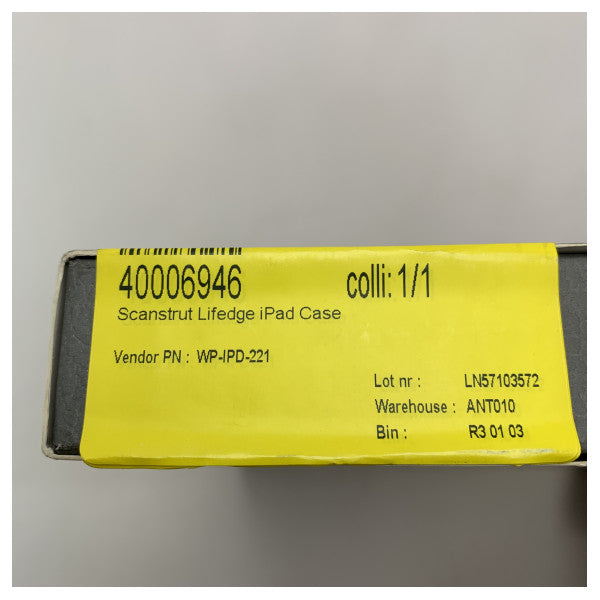 40006946 colli: 1/1
Scanstrut Lifedge iPad Case
Vendor PN : WP-IPD-221
Lot nr : LN57103572
Warehouse : ANT010
Bin : R3 01 03